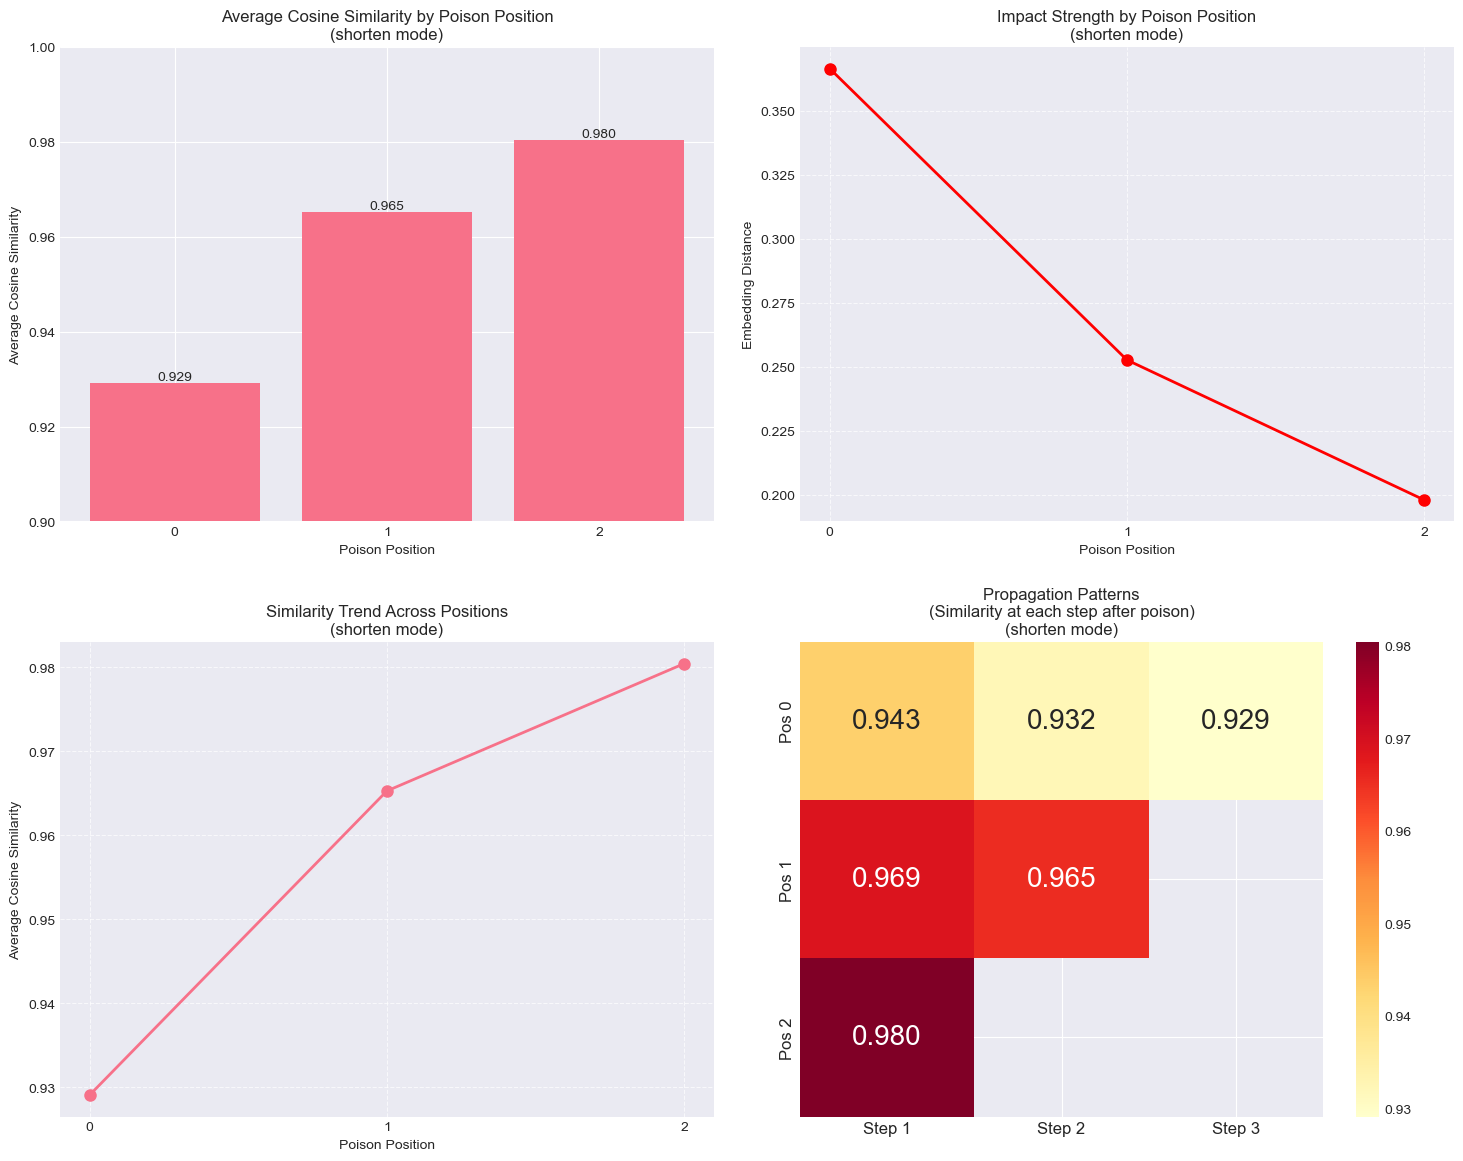 Average Cosine Similarity by Poison Position
(shorten mode)
Average Cosine Similarity
1.00
0.98
0.96
0.94
0.92
0.90
0.929
0.965
0.980
0
1
2
Poison Position
Impact Strength by Poison Position
(shorten mode)
Embedding Distance
0.350
0.325
0.300
0.275
0.250
0.225
0.200
0
1
2
Poison Position
Similarity Trend Across Positions
(shorten mode)
Average Cosine Similarity
0.98
0.97
0.96
0.95
0.94
0.93
0
1
2
Poison Position
Propagation Patterns
(Similarity at each step after poison)
(shorten mode)
Pos 0
0.943
0.932
0.929
Pos 1
0.969
0.965
Pos 2
0.980
Step 1
Step 2
Step 3
0.98
0.97
0.96
0.95
0.94
0.93